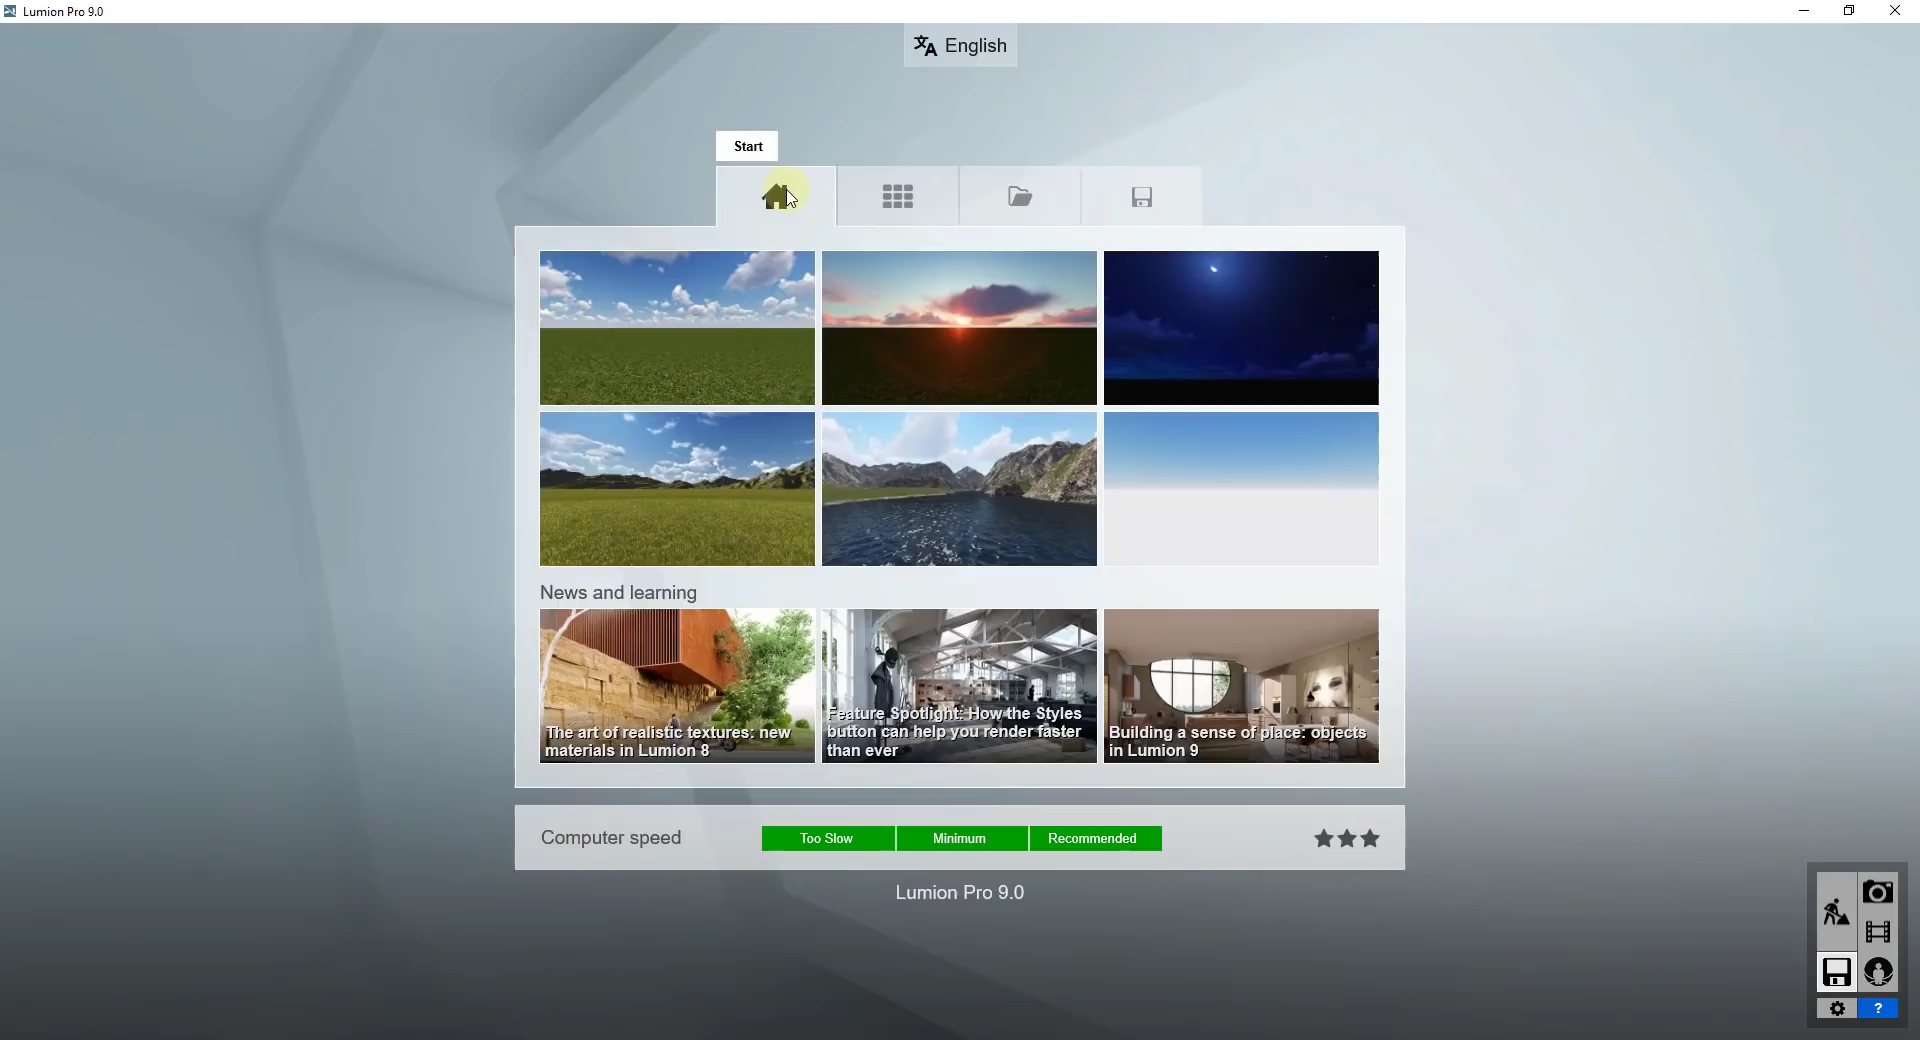 Lumion Pro 9.0
English
Start
News and learning
The art of realistic textures: new
materials in Lumion 8
Feature Spotlight: How the Styles
button can help you render faster
than ever
Building a sense of place: objects
in Lumion 9
Computer speed
Too Slow
Minimum
Recommended
Lumion Pro 9.0
?